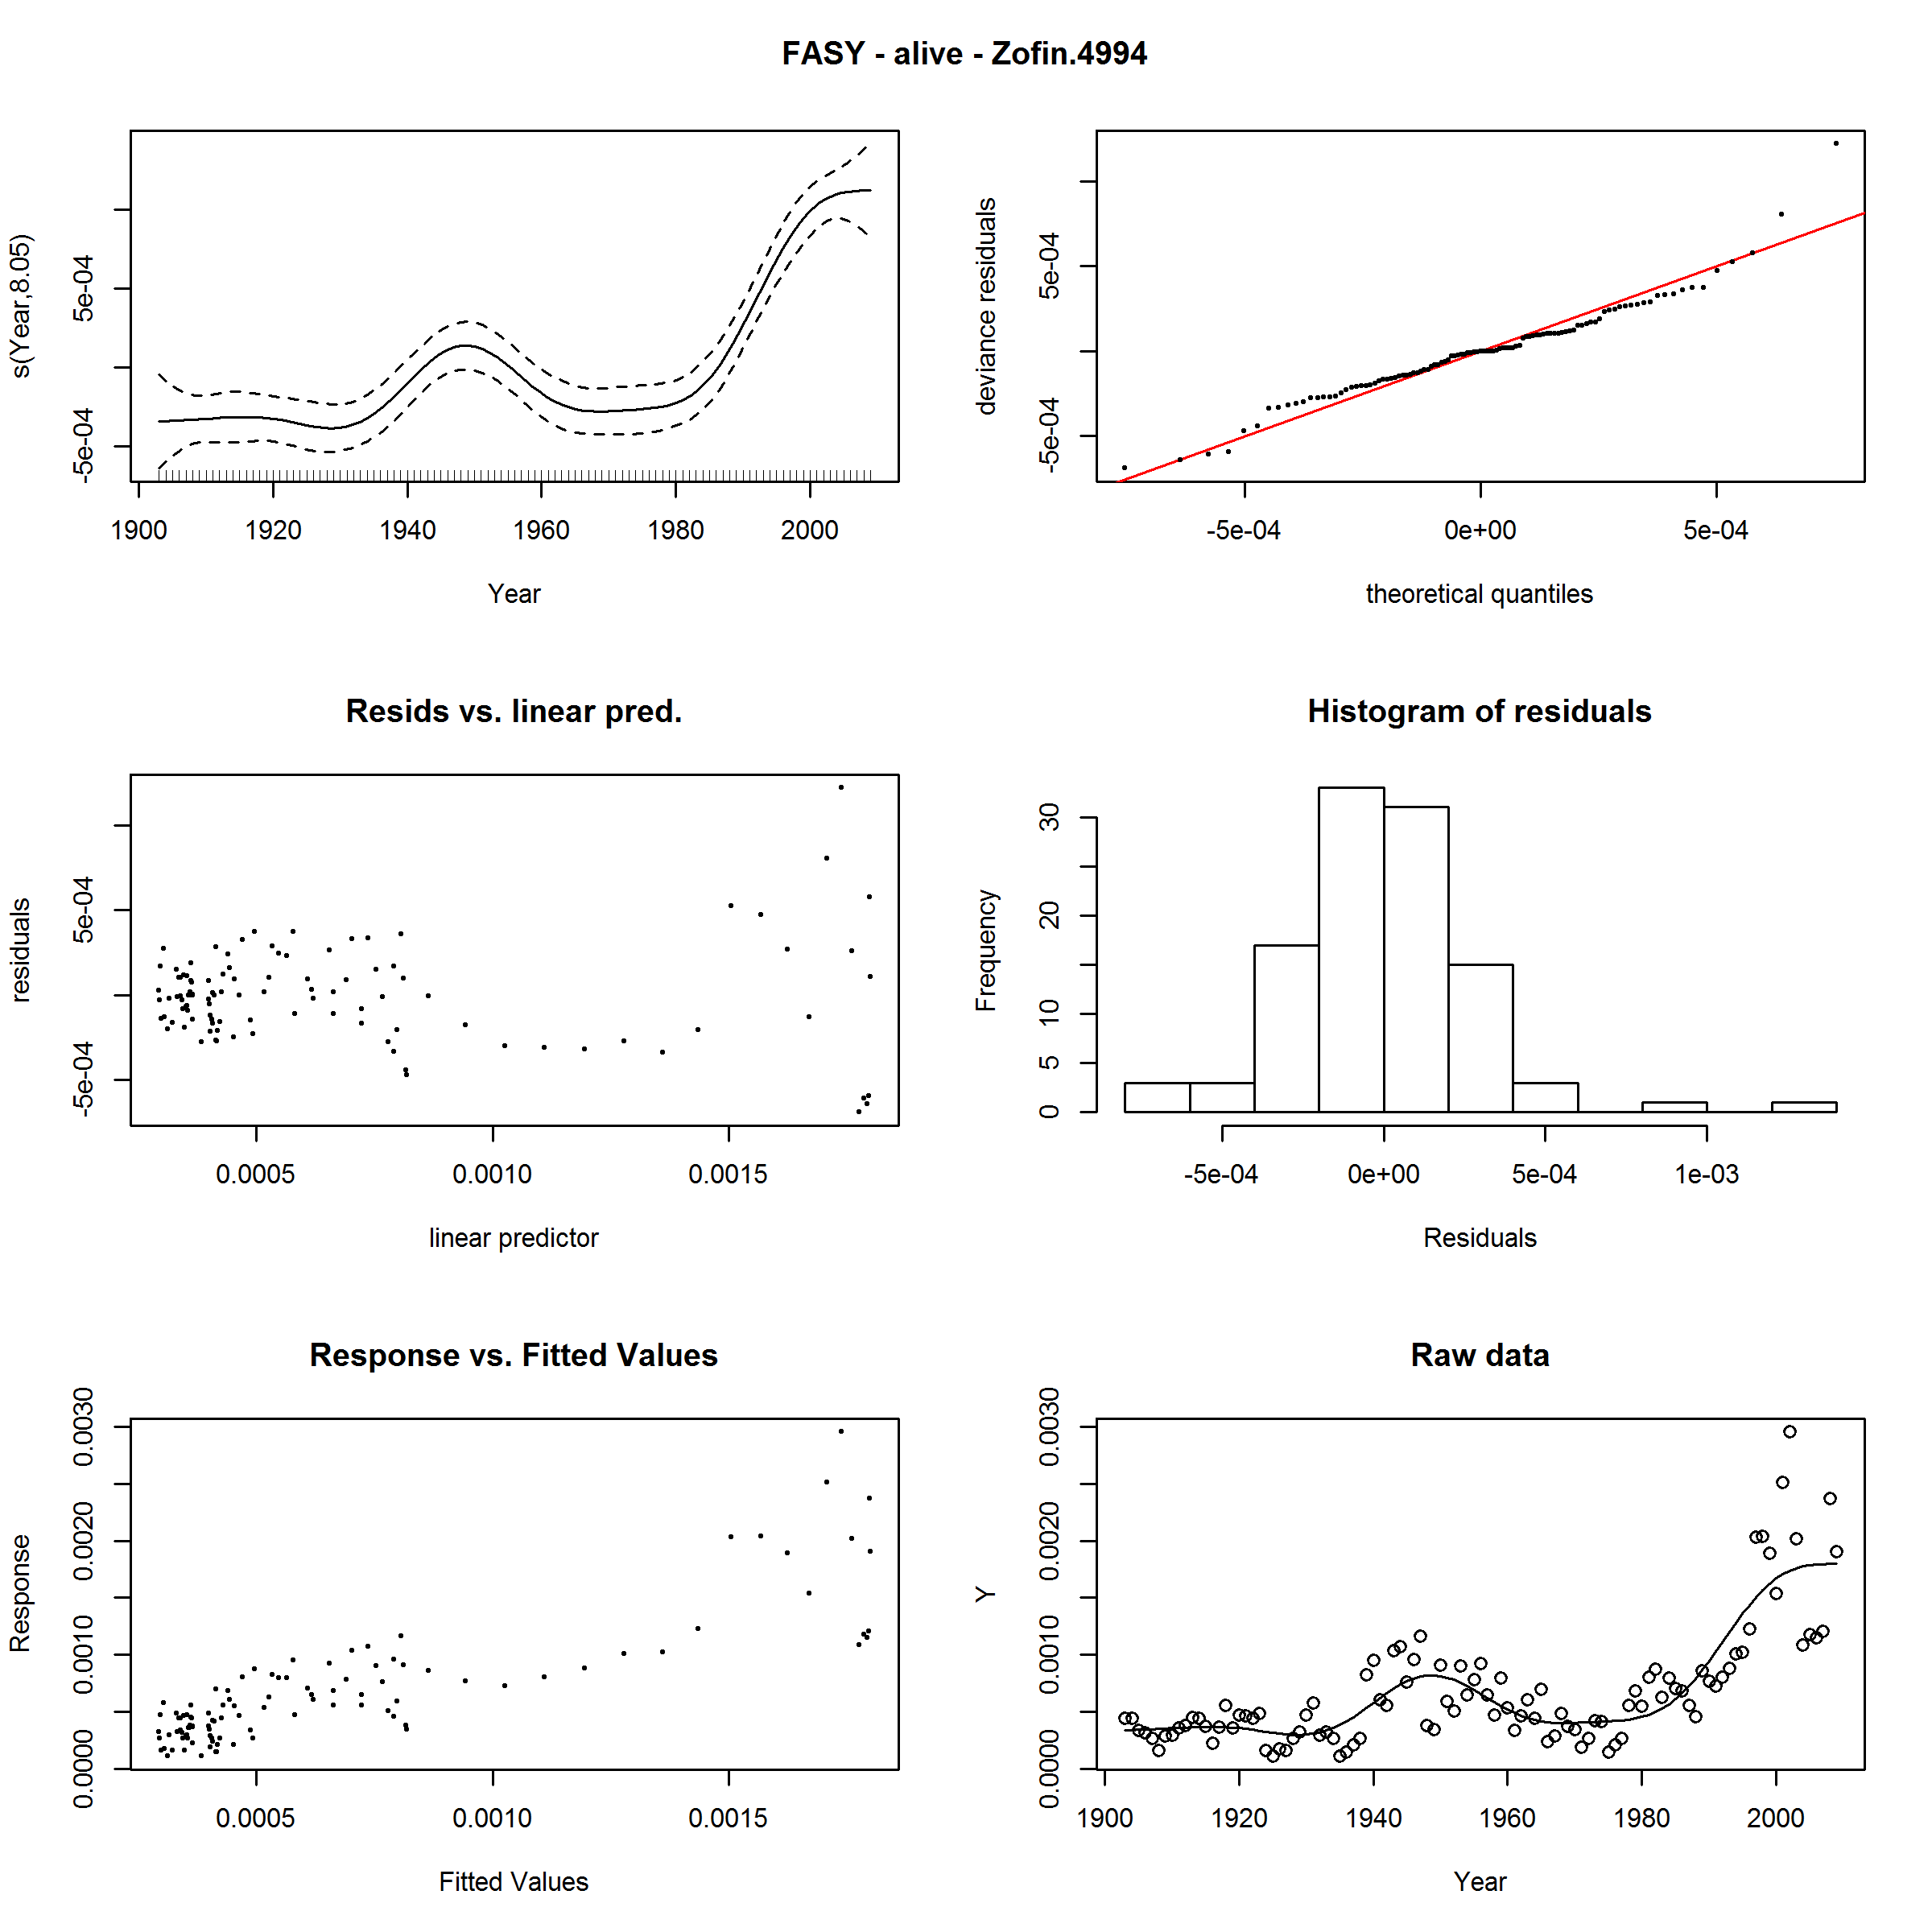 FASY - alive - Zofin.4994
s(Year,8.05)
-5e-04
5e-04
1900
1920
1940
1960
1980
2000
Year
deviance residuals
-5e-04
5e-04
-5e-04
0e+00
5e-04
theoretical quantiles
Resids vs. linear pred.
residuals
-5e-04
5e-04
0.0005
0.0010
0.0015
linear predictor
Histogram of residuals
Frequency
0
5
10
20
30
-5e-04
0e+00
5e-04
1e-03
Residuals
Response vs. Fitted Values
Response
0.0000
0.0010
0.0020
0.0030
0.0005
0.0010
0.0015
Fitted Values
Raw data
Y
0.0000
0.0010
0.0020
0.0030
1900
1920
1940
1960
1980
2000
Year